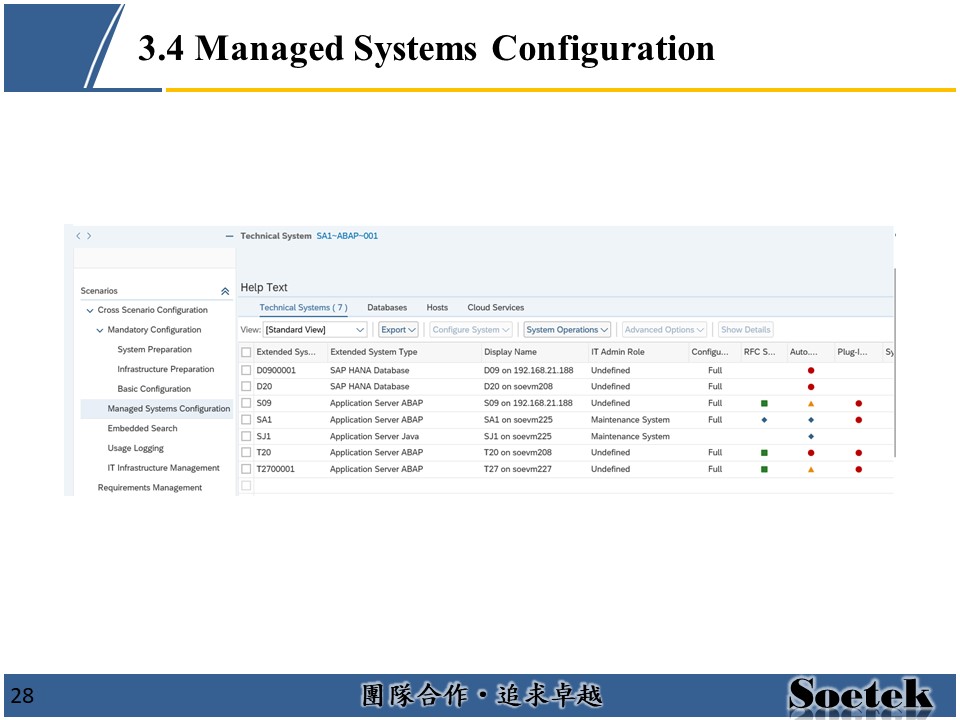 3.4 Managed Systems Configuration
Technical System SA1~ABAP~001
Scenarios
Cross Scenario Configuration
Mandatory Configuration
System Preparation
Infrastructure Preparation
Basic Configuration
Managed Systems Configuration
Embedded Search
Usage Logging
IT Infrastructure Management
Requirements Management
Help Text
Technical Systems ( 7 ) Databases Hosts Cloud Services
View: [Standard View] Export Configure System System Operations Advanced Options Show Details
Extended Sys... Extended System Type Display Name IT Admin Role Configu... RFC S... Auto.... Plug-I... Sy
D0900001 SAP HANA Database D09 on 192.168.21.188 Undefined Full
D20 SAP HANA Database D20 on soevm208 Undefined Full
S09 Application Server ABAP S09 on 192.168.21.188 Undefined Full
SA1 Application Server ABAP SA1 on soevm225 Maintenance System Full
SJ1 Application Server Java SJ1 on soevm225 Maintenance System
T20 Application Server ABAP T20 on soevm208 Undefined Full
T2700001 Application Server ABAP T27 on soevm227 Undefined Full
28
團隊合作・追求卓越
Soetek